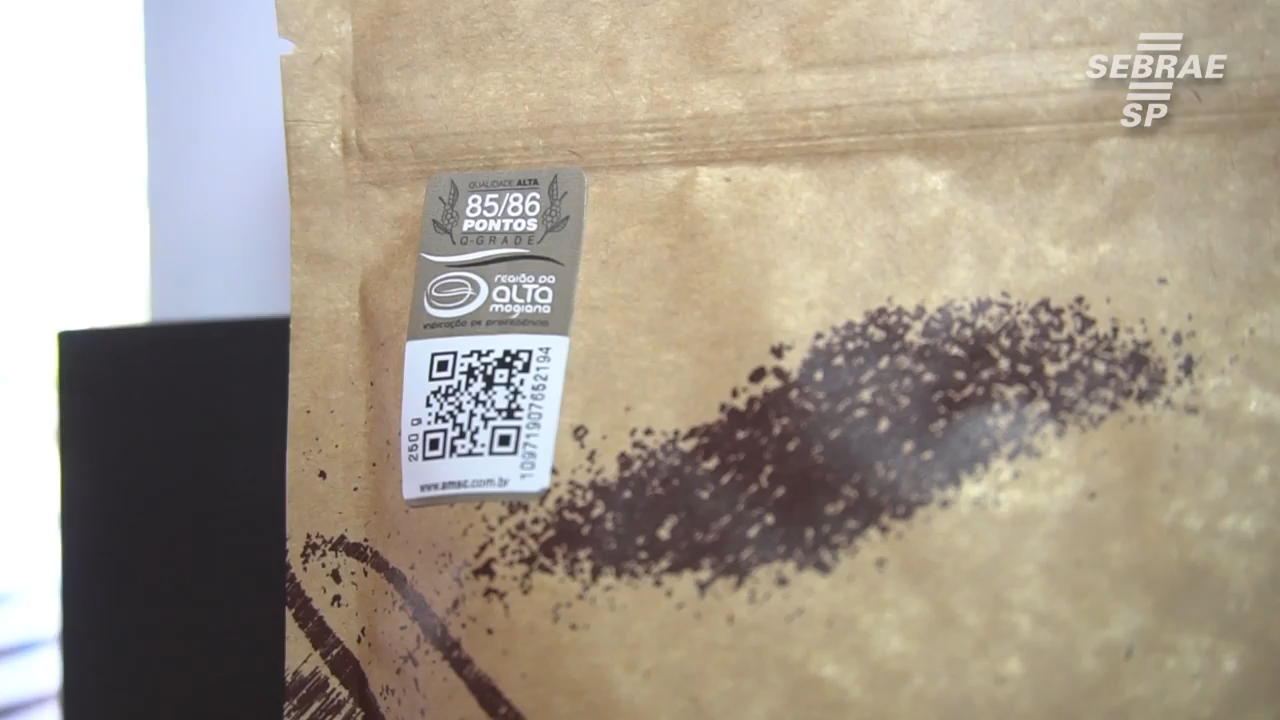 SEBRAE
SP
QUALIDADE ALTA
85/86
PONTOS
Q-GRADE
REGIÃO DA
ALTA
mogiana
INDICAÇÃO DE PROCEDÊNCIA
250 g
10971907652194
www.amsc.com.br